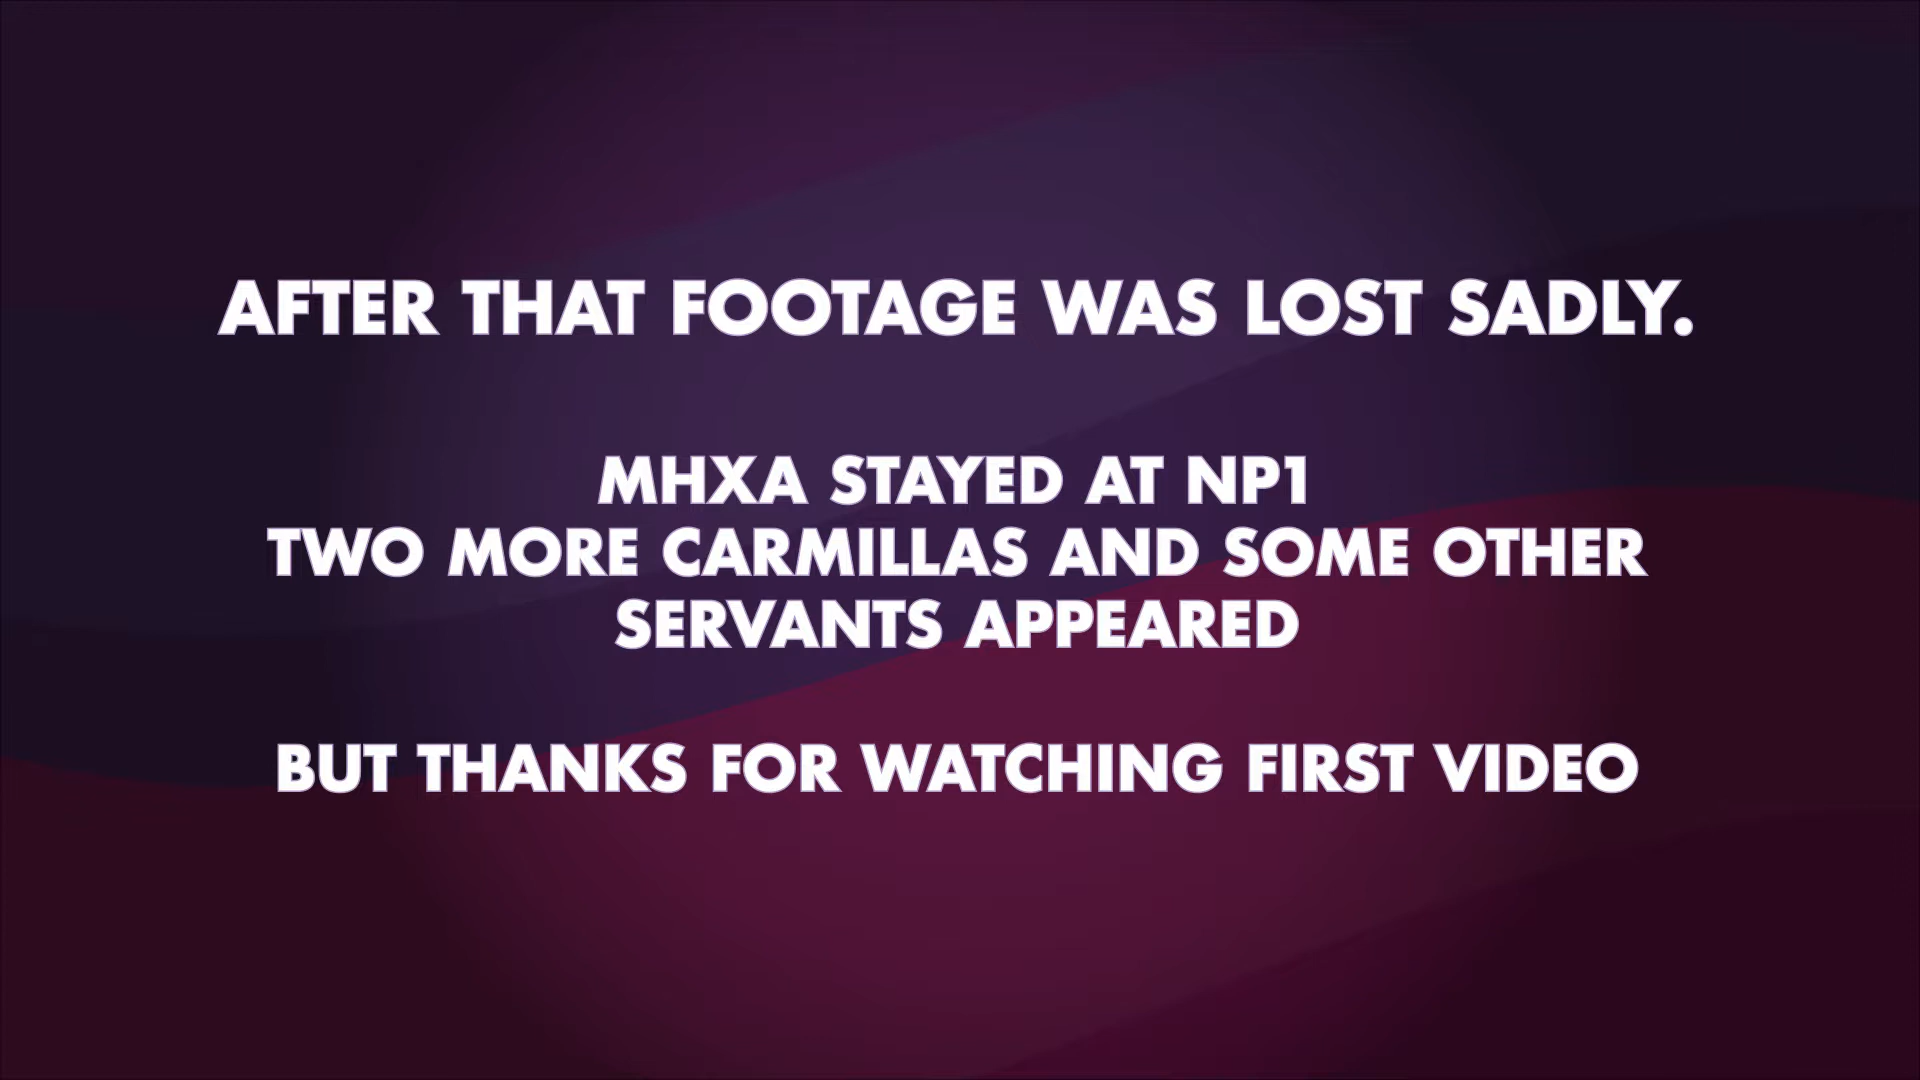 AFTER THAT FOOTAGE WAS LOST SADLY.
MHXA STAYED AT NP1
TWO MORE CARMILLAS AND SOME OTHER
SERVANTS APPEARED
BUT THANKS FOR WATCHING FIRST VIDEO